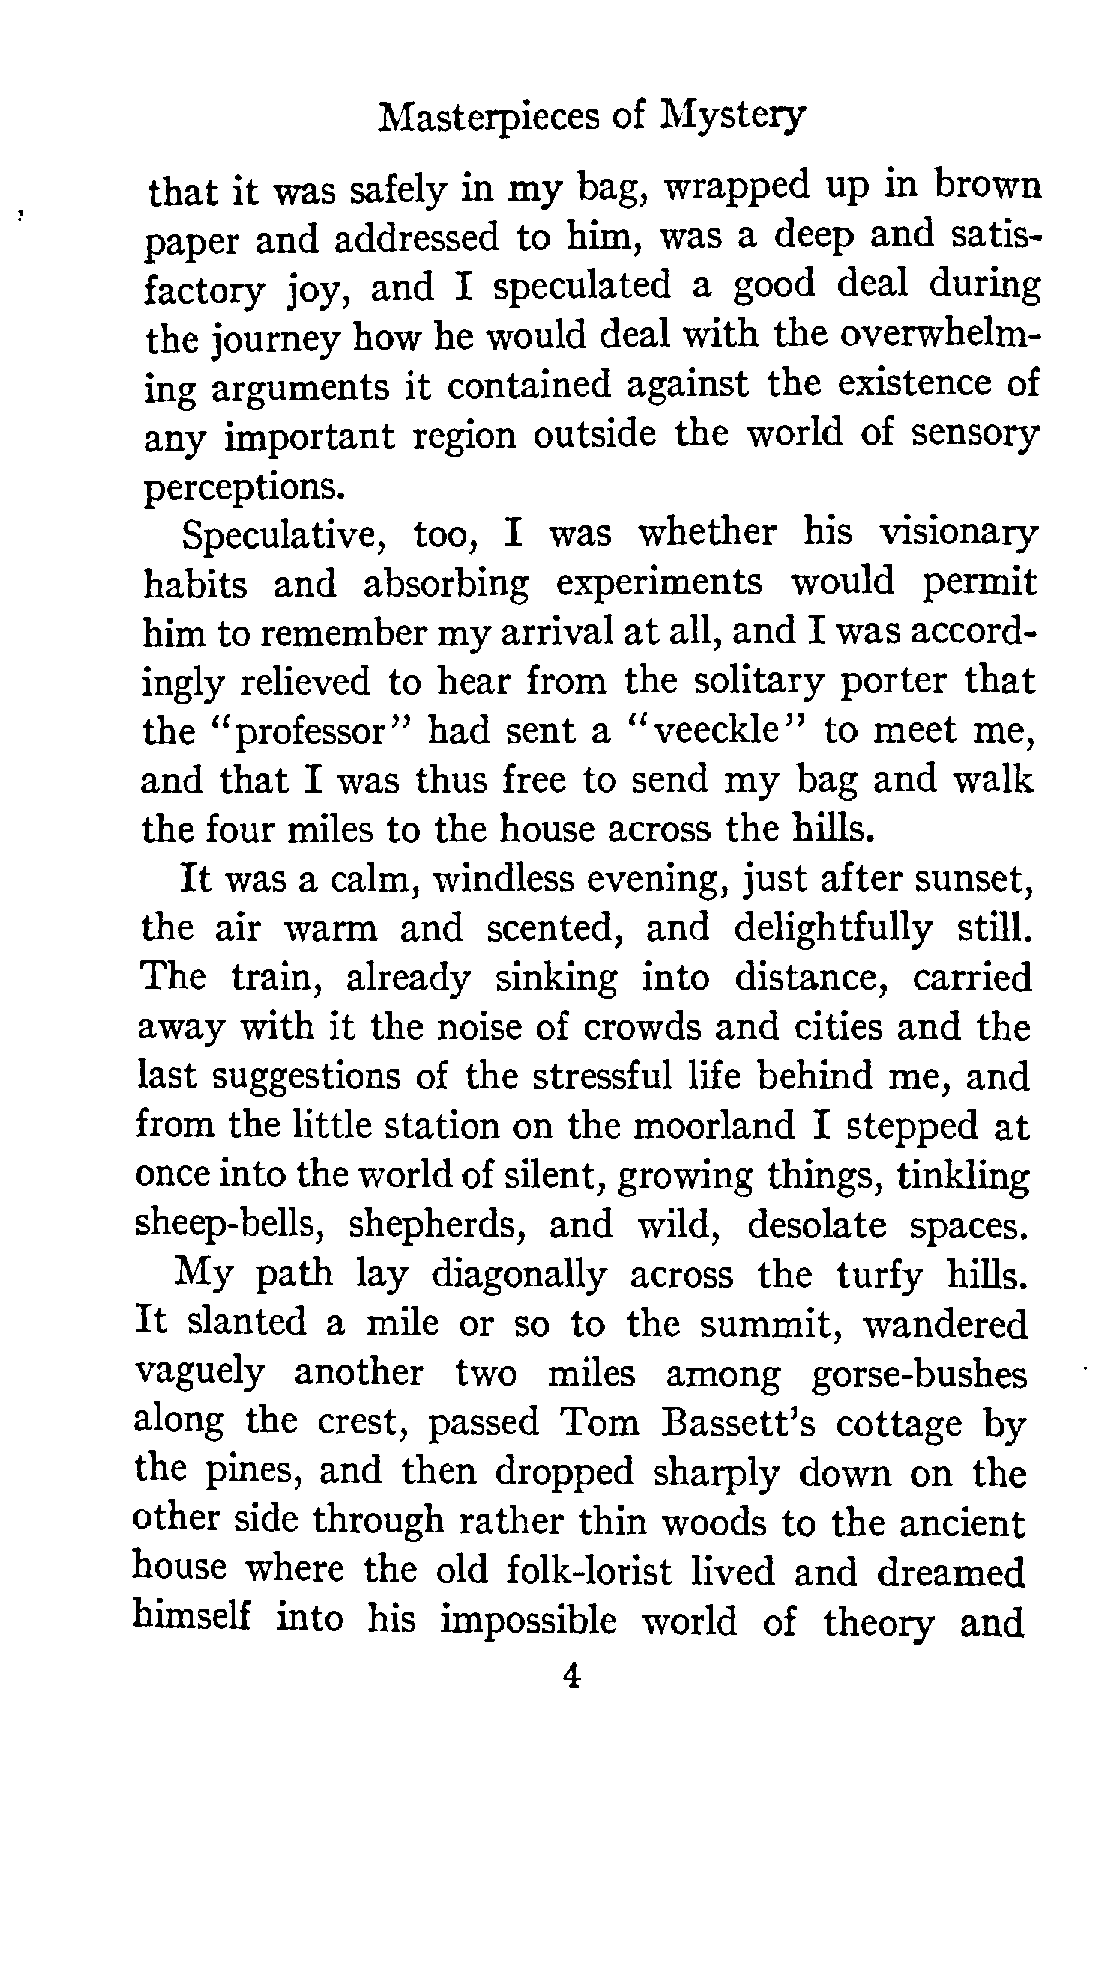 Masterpieces of Mystery
that it was safely in my bag, wrapped up in brown
paper and addressed to him, was a deep and satis-
factory joy, and I speculated a good deal during
the journey how he would deal with the overwhelm-
ing arguments it contained against the existence of
any important region outside the world of sensory
perceptions.
Speculative, too, I was whether his visionary
habits and absorbing experiments would permit
him to remember my arrival at all, and I was accord-
ingly relieved to hear from the solitary porter that
the "professor" had sent a "veeckle" to meet me,
and that I was thus free to send my bag and walk
the four miles to the house across the hills.
It was a calm, windless evening, just after sunset,
the air warm and scented, and delightfully still.
The train, already sinking into distance, carried
away with it the noise of crowds and cities and the
last suggestions of the stressful life behind me, and
from the little station on the moorland I stepped at
once into the world of silent, growing things, tinkling
sheep-bells, shepherds, and wild, desolate spaces.
My path lay diagonally across the turfy hills.
It slanted a mile or so to the summit, wandered
vaguely another two miles among gorse-bushes
along the crest, passed Tom Bassett's cottage by
the pines, and then dropped sharply down on the
other side through rather thin woods to the ancient
house where the old folk-lorist lived and dreamed
himself into his impossible world of theory and
4